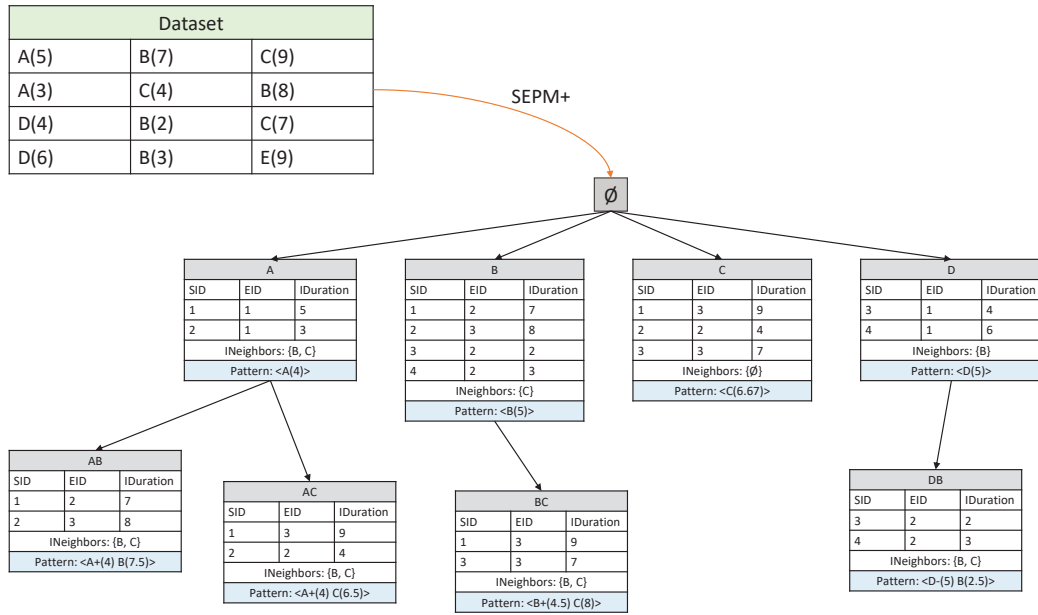 Dataset
A(5) B(7) C(9)
A(3) C(4) B(8)
D(4) B(2) C(7)
D(6) B(3) E(9)
SEPM+
Ø
A
SID EID IDuration
1 1 5
2 1 3
INeighbors: {B, C}
Pattern: <A(4)>
B
SID EID IDuration
1 2 7
2 3 8
3 2 2
4 2 3
INeighbors: {C}
Pattern: <B(5)>
C
SID EID IDuration
1 3 9
2 2 4
3 3 7
INeighbors: {Ø}
Pattern: <C(6.67)>
D
SID EID IDuration
3 1 4
4 1 6
INeighbors: {B}
Pattern: <D(5)>
AB
SID EID IDuration
1 2 7
2 3 8
INeighbors: {B, C}
Pattern: <A+(4) B(7.5)>
AC
SID EID IDuration
1 3 9
2 2 4
INeighbors: {B, C}
Pattern: <A+(4) C(6.5)>
BC
SID EID IDuration
1 3 9
3 3 7
INeighbors: {B, C}
Pattern: <B+(4.5) C(8)>
DB
SID EID IDuration
3 2 2
4 2 3
INeighbors: {B, C}
Pattern: <D-(5) B(2.5)>